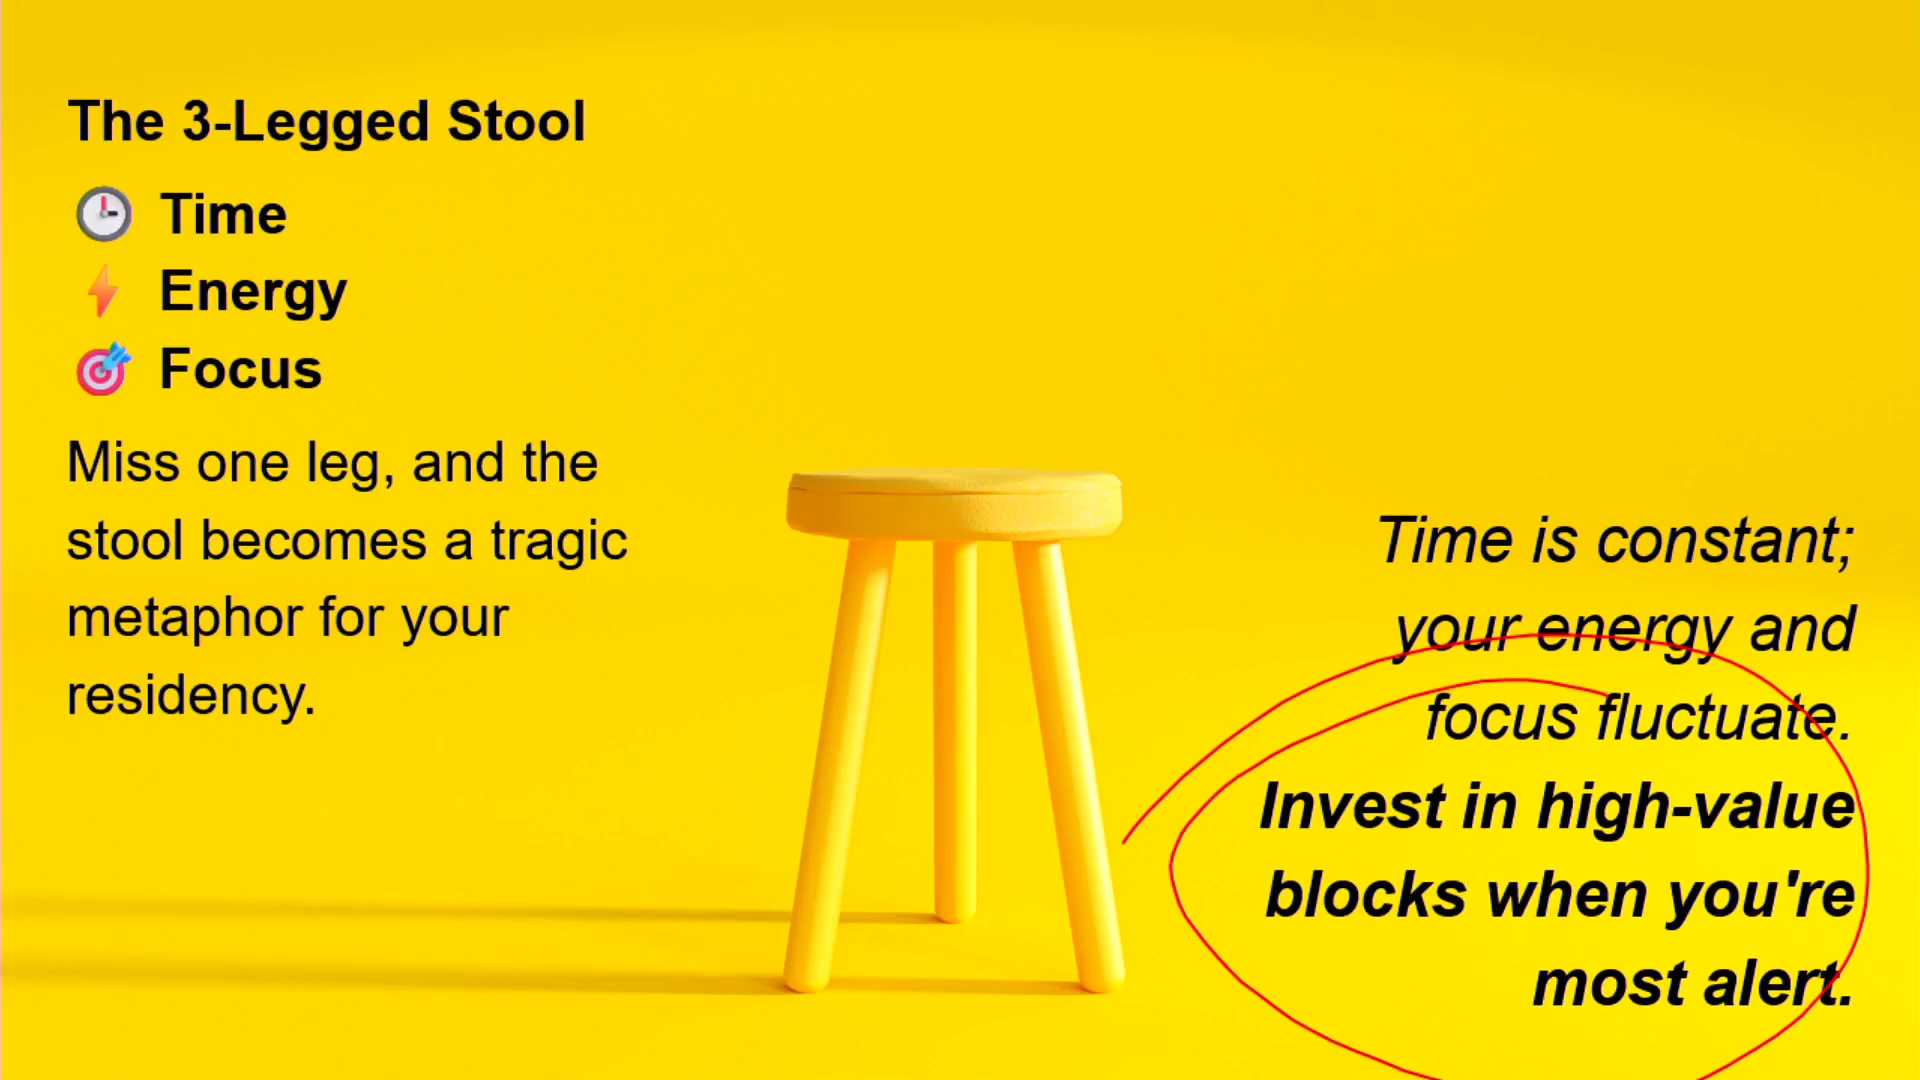 The 3-Legged Stool
Time
Energy
Focus
Miss one leg, and the
stool becomes a tragic
metaphor for your
residency.
Time is constant;
your energy and
focus fluctuate.
Invest in high-value
blocks when you're
most alert.